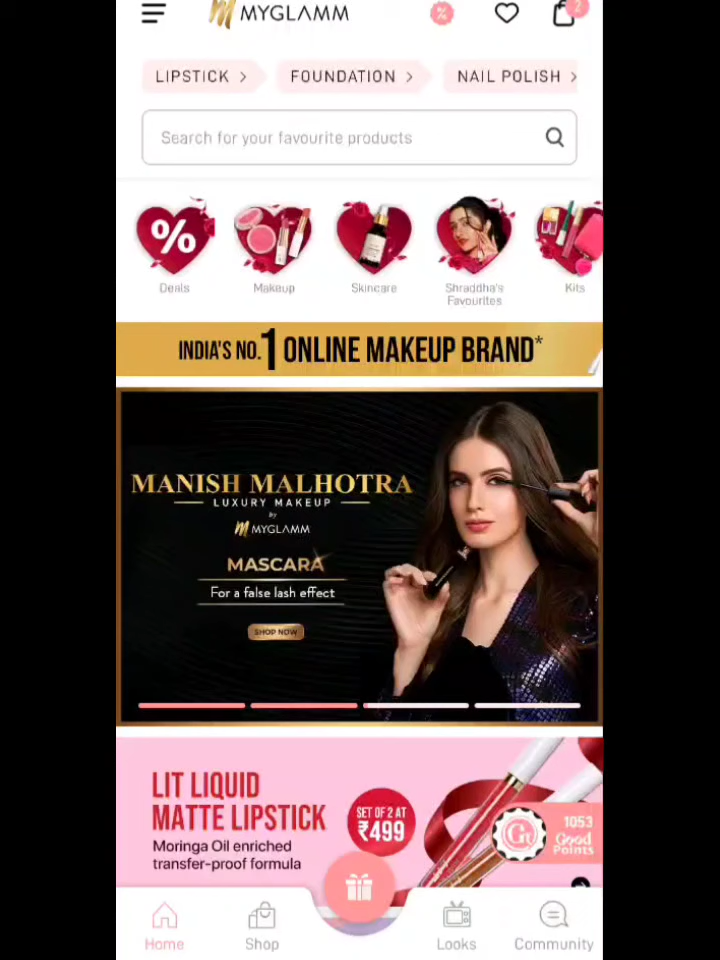 MYGLAMM
%
2
LIPSTICK >
FOUNDATION >
NAIL POLISH >
Search for your favourite products
%
Deals
Makeup
Skincare
Shraddha's
Favourites
Kits
INDIA'S NO.1 ONLINE MAKEUP BRAND*
MANISH MALHOTRA
LUXURY MAKEUP
by
MYGLAMM
MASCARA
For a false lash effect
SHOP NOW
LIT LIQUID
MATTE LIPSTICK
Moringa Oil enriched
transfer-proof formula
SET OF 2 AT
₹499
1053
Good
Points
Home
Shop
Looks
Community